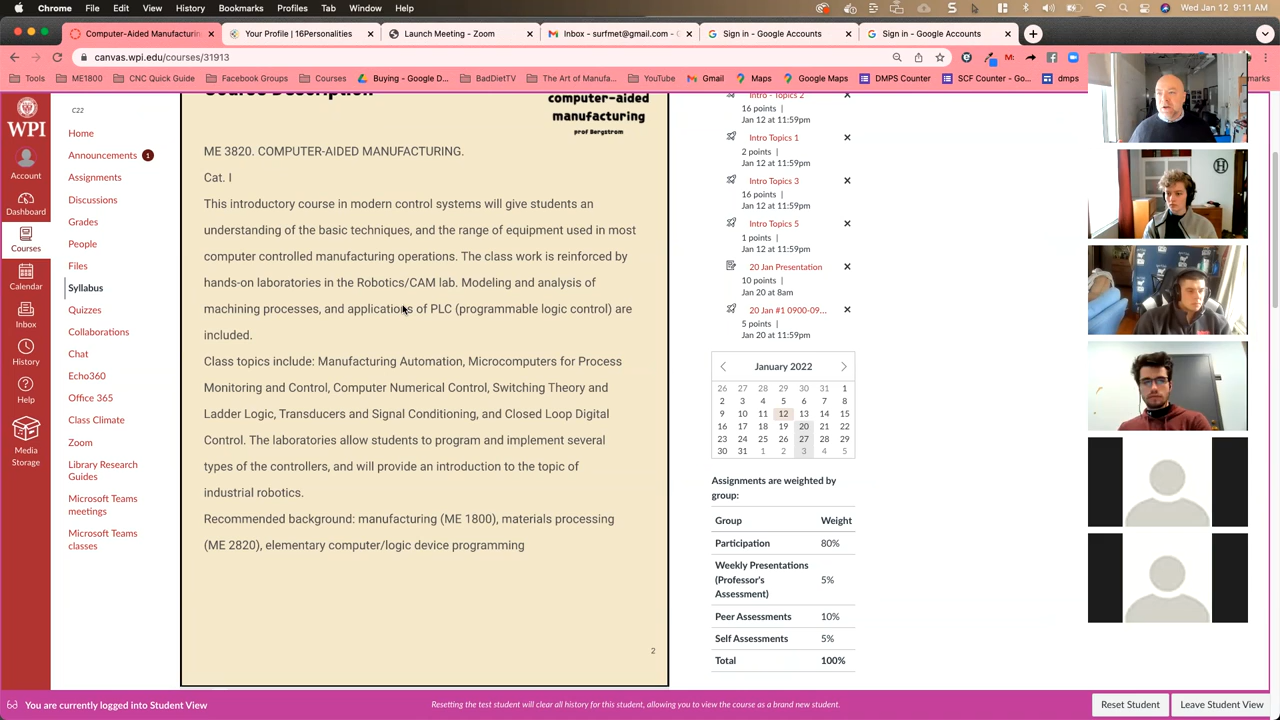 Chrome File Edit View History Bookmarks Profiles Tab Window Help
Computer-Aided Manufacturin
Your Profile | 16Personalities
Launch Meeting - Zoom
Inbox - surfmet@gmail.com - G
Sign in - Google Accounts
Sign in - Google Accounts
canvas.wpi.edu/courses/31913
Tools
ME1800
CNC Quick Guide
Facebook Groups
Courses
Buying - Google D...
BadDietTV
The Art of Manufa...
YouTube
Gmail
Maps
Google Maps
DMPS Counter
SCF Counter - Go...
dmps
marks
WPI
Account
Dashboard
Courses
Calendar
Inbox
History
Help
Media
Storage
C22
Home
Announcements 1
Assignments
Discussions
Grades
People
Files
Syllabus
Quizzes
Collaborations
Chat
Echo360
Office 365
Class Climate
Zoom
Library Research
Guides
Microsoft Teams
meetings
Microsoft Teams
classes
Course Description
computer-aided
manufacturing
prof Bergstrom
ME 3820. COMPUTER-AIDED MANUFACTURING.
Cat. I
This introductory course in modern control systems will give students an
understanding of the basic techniques, and the range of equipment used in most
computer controlled manufacturing operations. The class work is reinforced by
hands-on laboratories in the Robotics/CAM lab. Modeling and analysis of
machining processes, and applications of PLC (programmable logic control) are
included.
Class topics include: Manufacturing Automation, Microcomputers for Process
Monitoring and Control, Computer Numerical Control, Switching Theory and
Ladder Logic, Transducers and Signal Conditioning, and Closed Loop Digital
Control. The laboratories allow students to program and implement several
types of the controllers, and will provide an introduction to the topic of
industrial robotics.
Recommended background: manufacturing (ME 1800), materials processing
(ME 2820), elementary computer/logic device programming
2
Intro - Topics 2
16 points |
Jan 12 at 11:59pm
Intro Topics 1
2 points |
Jan 12 at 11:59pm
Intro Topics 3
16 points |
Jan 12 at 11:59pm
Intro Topics 5
1 points |
Jan 12 at 11:59pm
20 Jan Presentation
10 points |
Jan 20 at 8am
20 Jan #1 0900-09...
5 points |
Jan 20 at 11:59pm
January 2022
26 27 28 29 30 31 1
2 3 4 5 6 7 8
9 10 11 12 13 14 15
16 17 18 19 20 21 22
23 24 25 26 27 28 29
30 31 1 2 3 4 5
Assignments are weighted by
group:
Group Weight
Participation 80%
Weekly Presentations
(Professor's
Assessment) 5%
Peer Assessments 10%
Self Assessments 5%
Total 100%
You are currently logged into Student View
Resetting the test student will clear all history for this student, allowing you to view the course as a brand new student.
Reset Student
Leave Student View